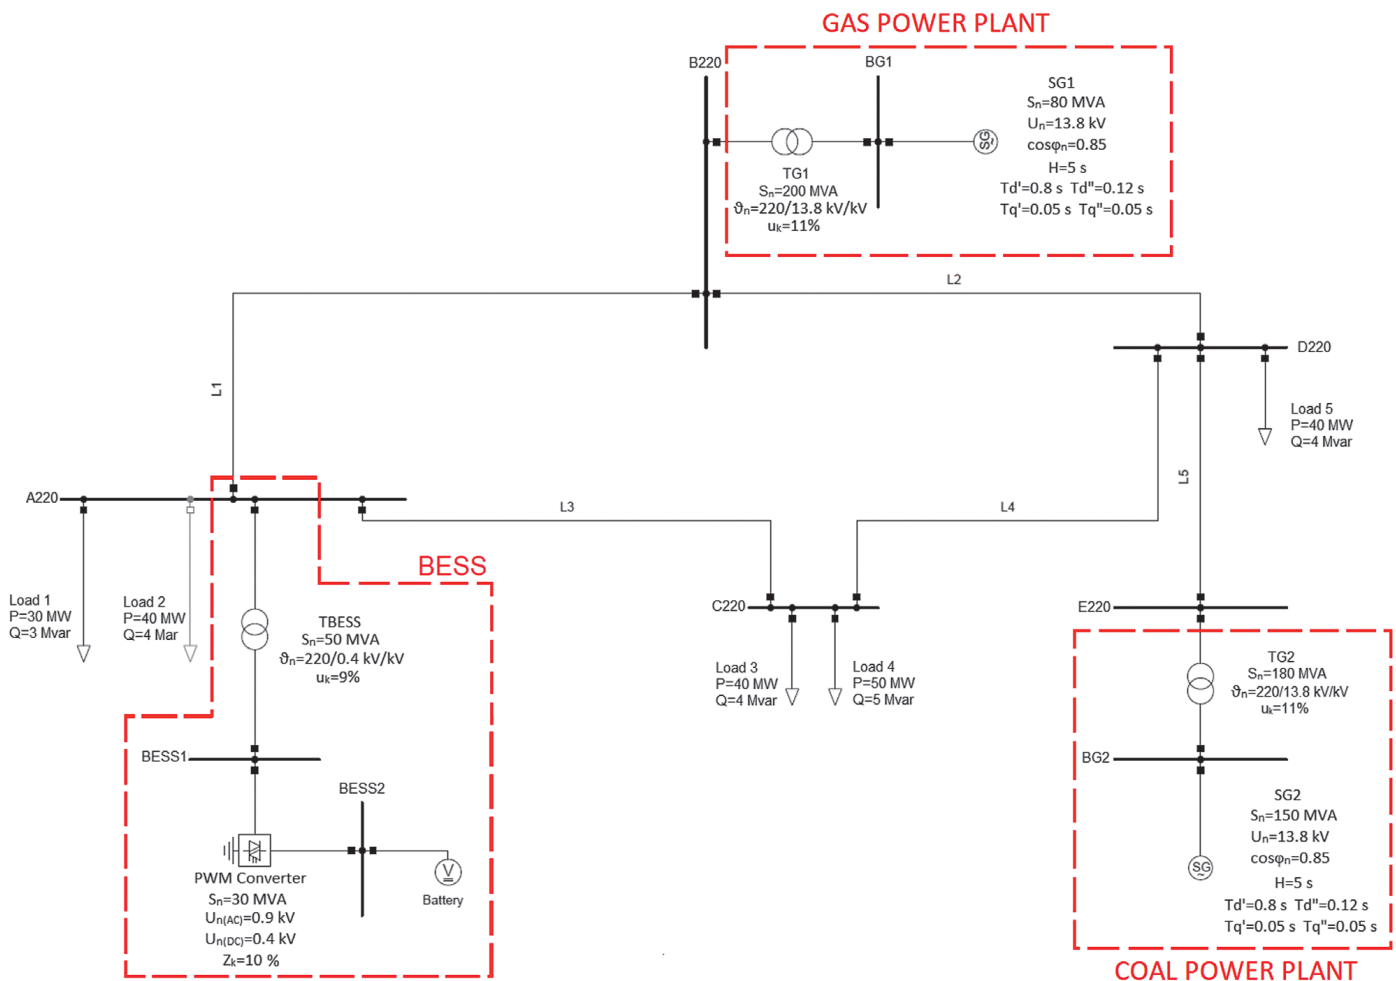 GAS POWER PLANT
B220
BG1
SG1
Sn=80 MVA
Un=13.8 kV
cosφn=0.85
H=5 s
Td'=0.8 s Td"=0.12 s
Tq'=0.05 s Tq"=0.05 s
SG
~
TG1
Sn=200 MVA
ϑn=220/13.8 kV/kV
uk=11%
L2
D220
L1
Load 5
P=40 MW
Q=4 Mvar
L5
A220
L3
L4
BESS
Load 1
P=30 MW
Q=3 Mvar
Load 2
P=40 MW
Q=4 Mar
TBESS
Sn=50 MVA
ϑn=220/0.4 kV/kV
uk=9%
C220
Load 3
P=40 MW
Q=4 Mvar
Load 4
P=50 MW
Q=5 Mvar
E220
TG2
Sn=180 MVA
ϑn=220/13.8 kV/kV
uk=11%
BESS1
BESS2
BG2
SG2
Sn=150 MVA
Un=13.8 kV
cosφn=0.85
H=5 s
Td'=0.8 s Td"=0.12 s
Tq'=0.05 s Tq"=0.05 s
SG
~
V
Battery
PWM Converter
Sn=30 MVA
Un(AC)=0.9 kV
Un(DC)=0.4 kV
Zk=10 %
COAL POWER PLANT